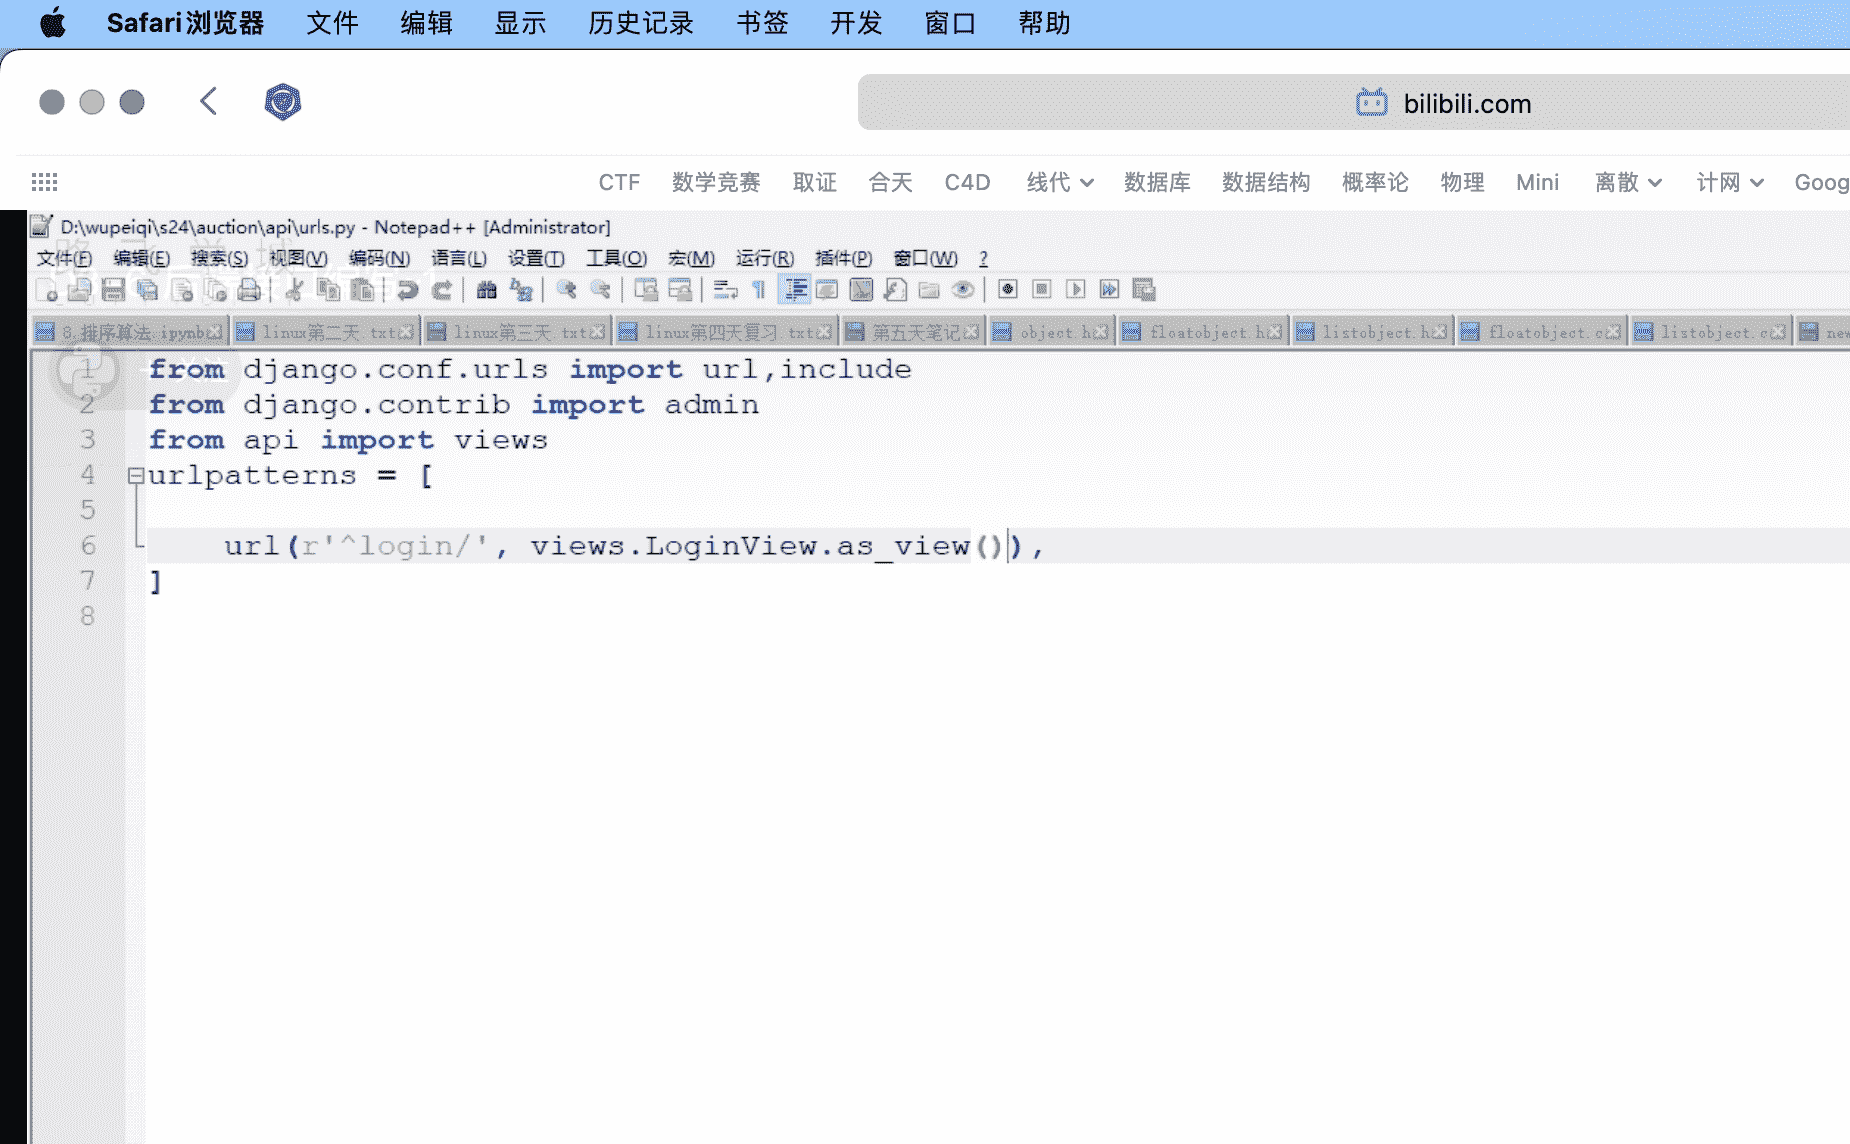 Safari浏览器 文件 编辑 显示 历史记录 书签 开发 窗口 帮助
bilibili.com
CTF 数学竞赛 取证 合天 C4D 线代 数据库 数据结构 概率论 物理 Mini 离散 计网 Goog
D:\wupeiqi\s24\auction\api\urls.py - Notepad++ [Administrator]
文件(F) 编辑(E) 搜索(S) 视图(V) 编码(N) 语言(L) 设置(T) 工具(O) 宏(M) 运行(R) 插件(P) 窗口(W) ?
8.排序算法.ipynb linux第二天.txt linux第三天.txt linux第四天复习.txt 第五天笔记 object.h floatobject.h listobject.h floatobject.c listobject.c new
1 from django.conf.urls import url,include
2 from django.contrib import admin
3 from api import views
4 urlpatterns = [
5
6 url(r'^login/', views.LoginView.as_view()),
7 ]
8